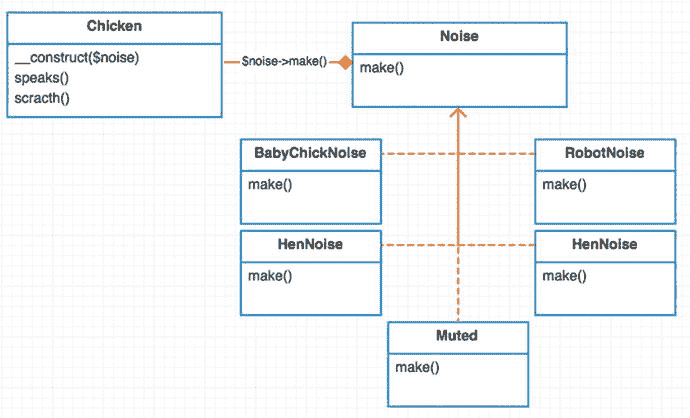 Chicken
__construct($noise)
speaks()
scracth()
$noise->make()
Noise
make()
BabyChickNoise
make()
RobotNoise
make()
HenNoise
make()
HenNoise
make()
Muted
make()